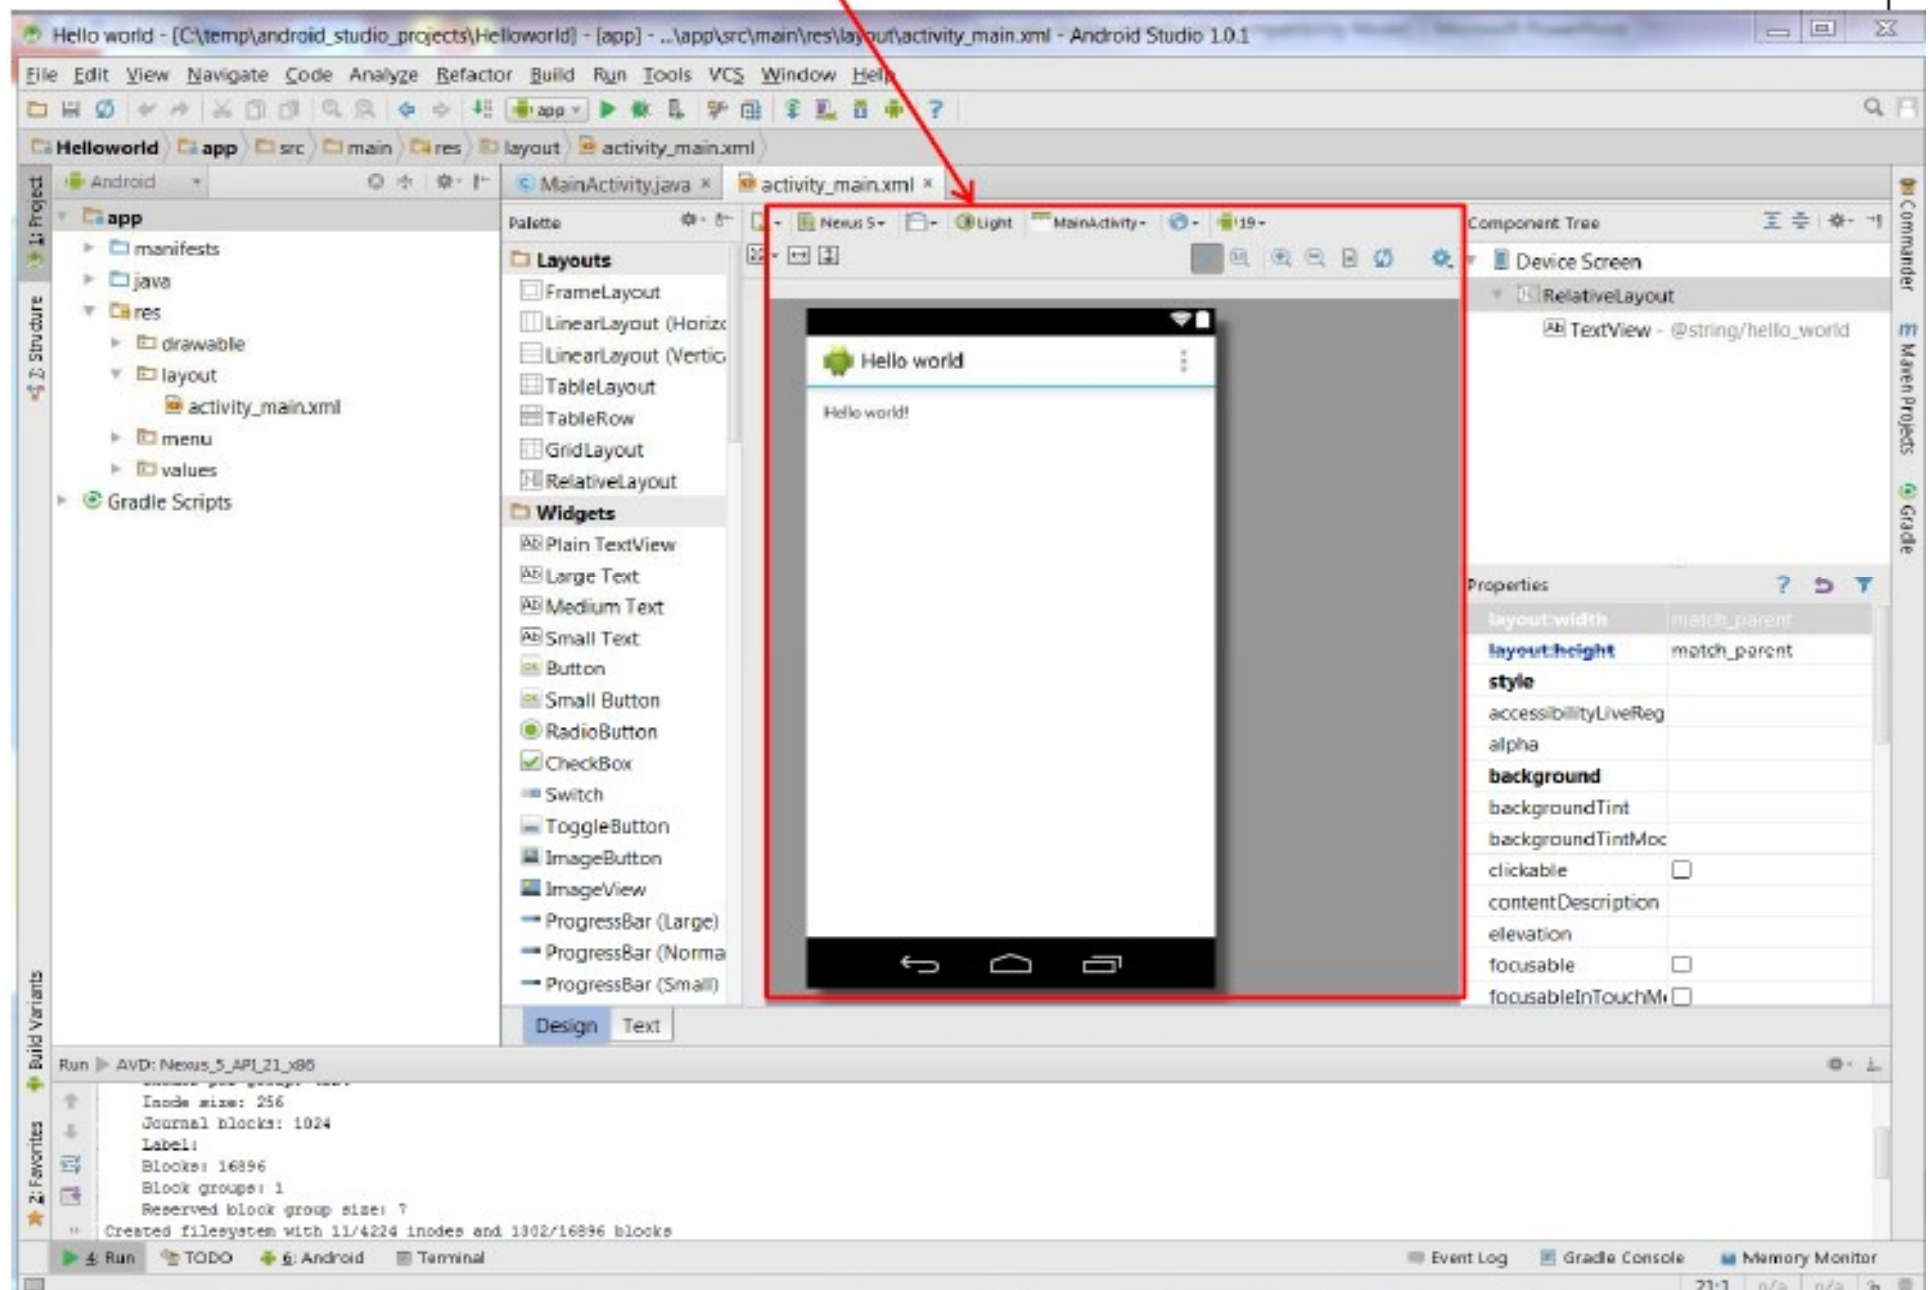 Hello world - [C:\temp\android_studio_projects\Helloworld] - [app] - ...\app\src\main\res\layout\activity_main.xml - Android Studio 1.0.1
File Edit View Navigate Code Analyze Refactor Build Run Tools VCS Window Help
app
Helloworld app src main res layout activity_main.xml
1: Project
Z: Structure
Build Variants
2: Favorites
Android
app
manifests
java
res
drawable
layout
activity_main.xml
menu
values
Gradle Scripts
MainActivity.java × activity_main.xml ×
Palette
Layouts
FrameLayout
LinearLayout (Horizo
LinearLayout (Vertic
TableLayout
TableRow
GridLayout
RelativeLayout
Widgets
Plain TextView
Large Text
Medium Text
Small Text
Button
Small Button
RadioButton
CheckBox
Switch
ToggleButton
ImageButton
ImageView
ProgressBar (Large)
ProgressBar (Norma
ProgressBar (Small)
Design Text
Nexus 5 Light MainActivity 19
Hello world
Hello world!
Component Tree
Device Screen
RelativeLayout
Ab TextView - @string/hello_world
Properties
layout:width match_parent
layout:height match_parent
style
accessibilityLiveReg
alpha
background
backgroundTint
backgroundTintMoc
clickable
contentDescription
elevation
focusable
focusableInTouchM
Commander
m Maven Projects
Gradle
Run AVD: Nexus_5_API_21_x86
Inode size: 256
Journal blocks: 1024
Label:
Blocks: 16896
Block groups: 1
Reserved block group size: 7
Created filesystem with 11/4224 inodes and 1302/16896 blocks
4: Run TODO 6: Android Terminal Event Log Gradle Console Memory Monitor
21:1 n/a n/a